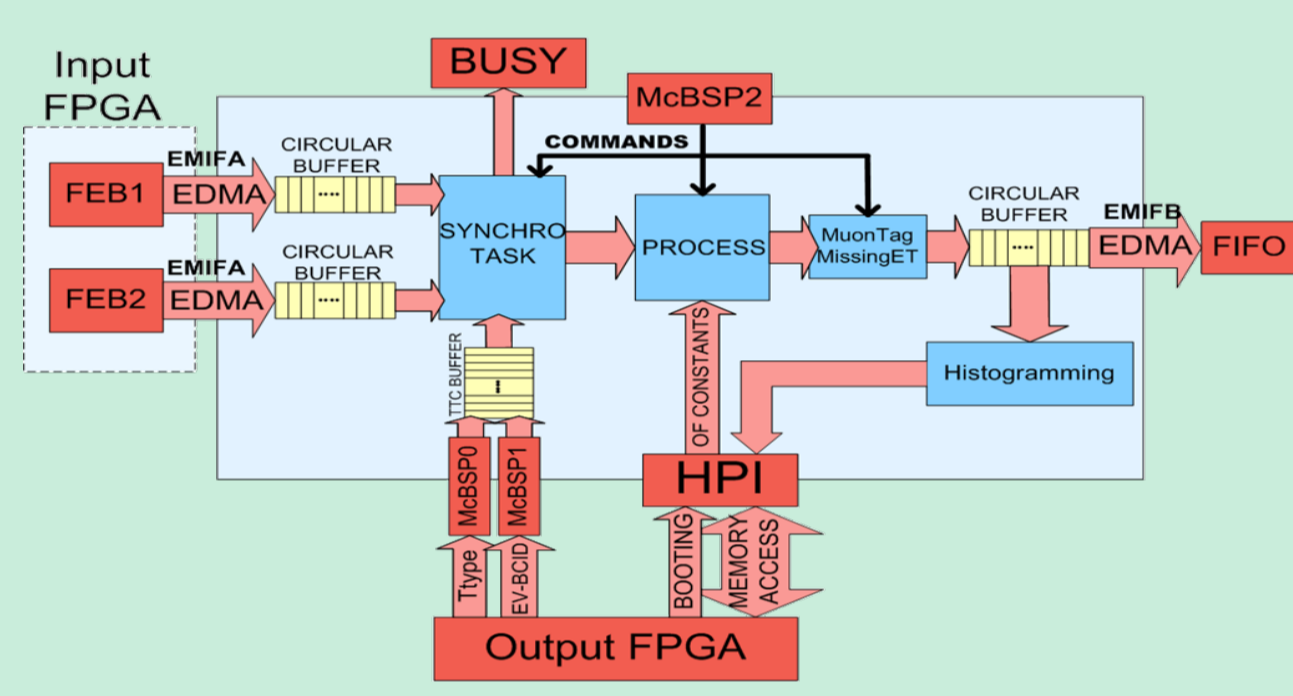 Input
FPGA
BUSY
McBSP2
COMMANDS
EMIFA
CIRCULAR
BUFFER
FEB1
EDMA
....
EMIFA
CIRCULAR
BUFFER
FEB2
EDMA
....
SYNCHRO
TASK
PROCESS
MuonTag
MissingET
CIRCULAR
BUFFER
....
EMIFB
EDMA
FIFO
TTC BUFFER
OF CONSTANTS
Histogramming
McBSP0
McBSP1
HPI
Ttype
EV-BCID
BOOTING
MEMORY
ACCESS
Output FPGA